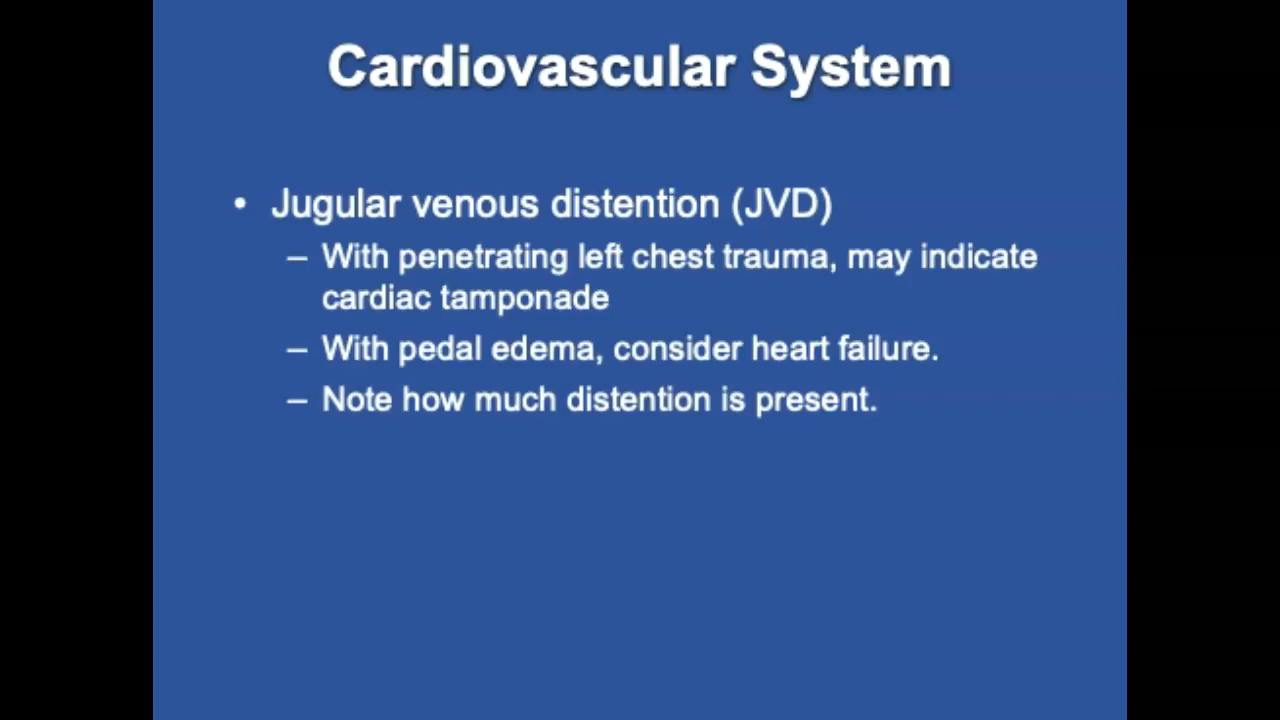 Cardiovascular System
• Jugular venous distention (JVD)
– With penetrating left chest trauma, may indicate
cardiac tamponade
– With pedal edema, consider heart failure.
– Note how much distention is present.